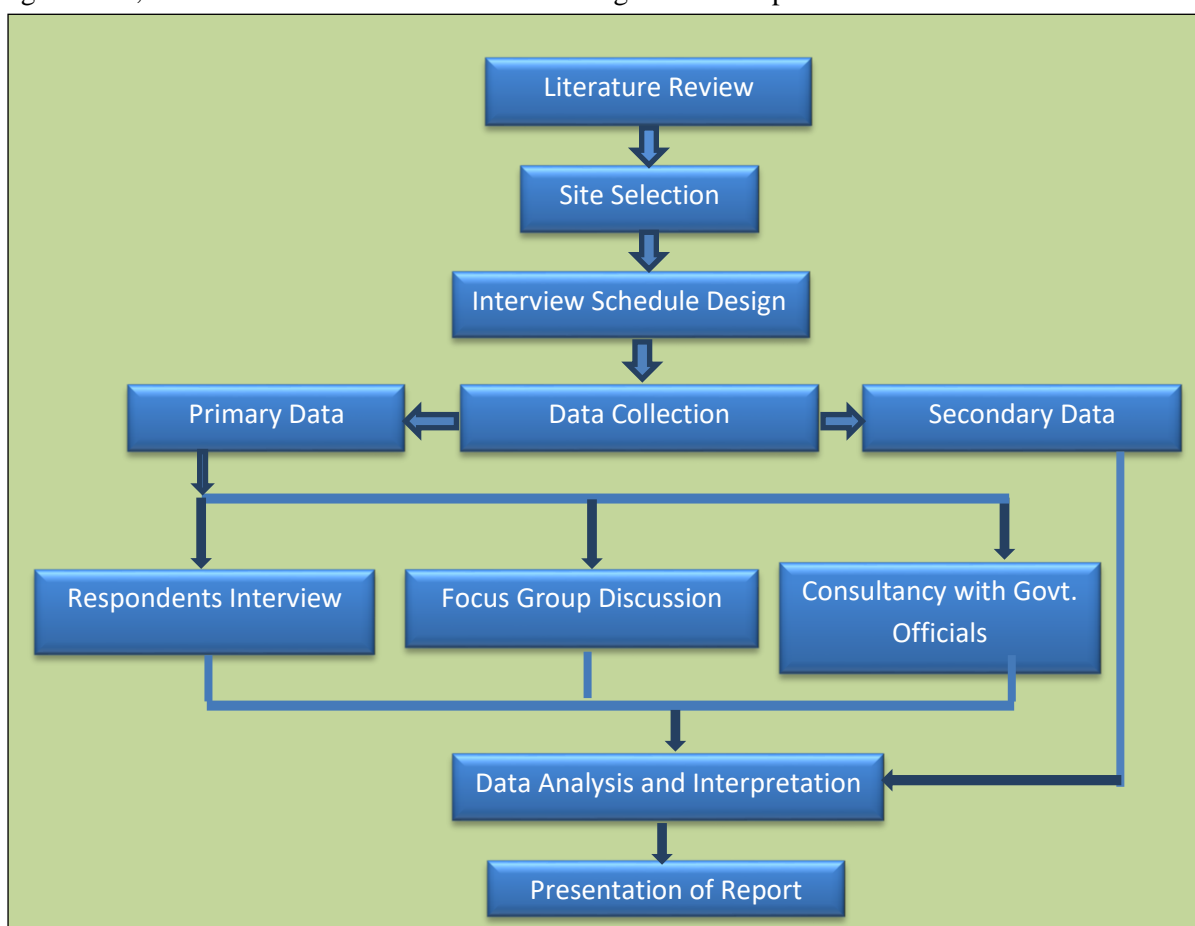 Literature Review
Site Selection
Interview Schedule Design
Primary Data
Data Collection
Secondary Data
Respondents Interview
Focus Group Discussion
Consultancy with Govt.
Officials
Data Analysis and Interpretation
Presentation of Report